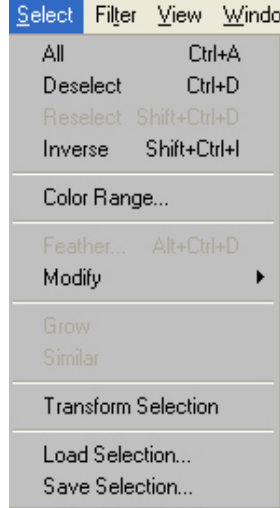 Select Filter View Windo
All Ctrl+A
Deselect Ctrl+D
Reselect Shift+Ctrl+D
Inverse Shift+Ctrl+I
Color Range...
Feather... Alt+Ctrl+D
Modify
Grow
Similar
Transform Selection
Load Selection...
Save Selection...